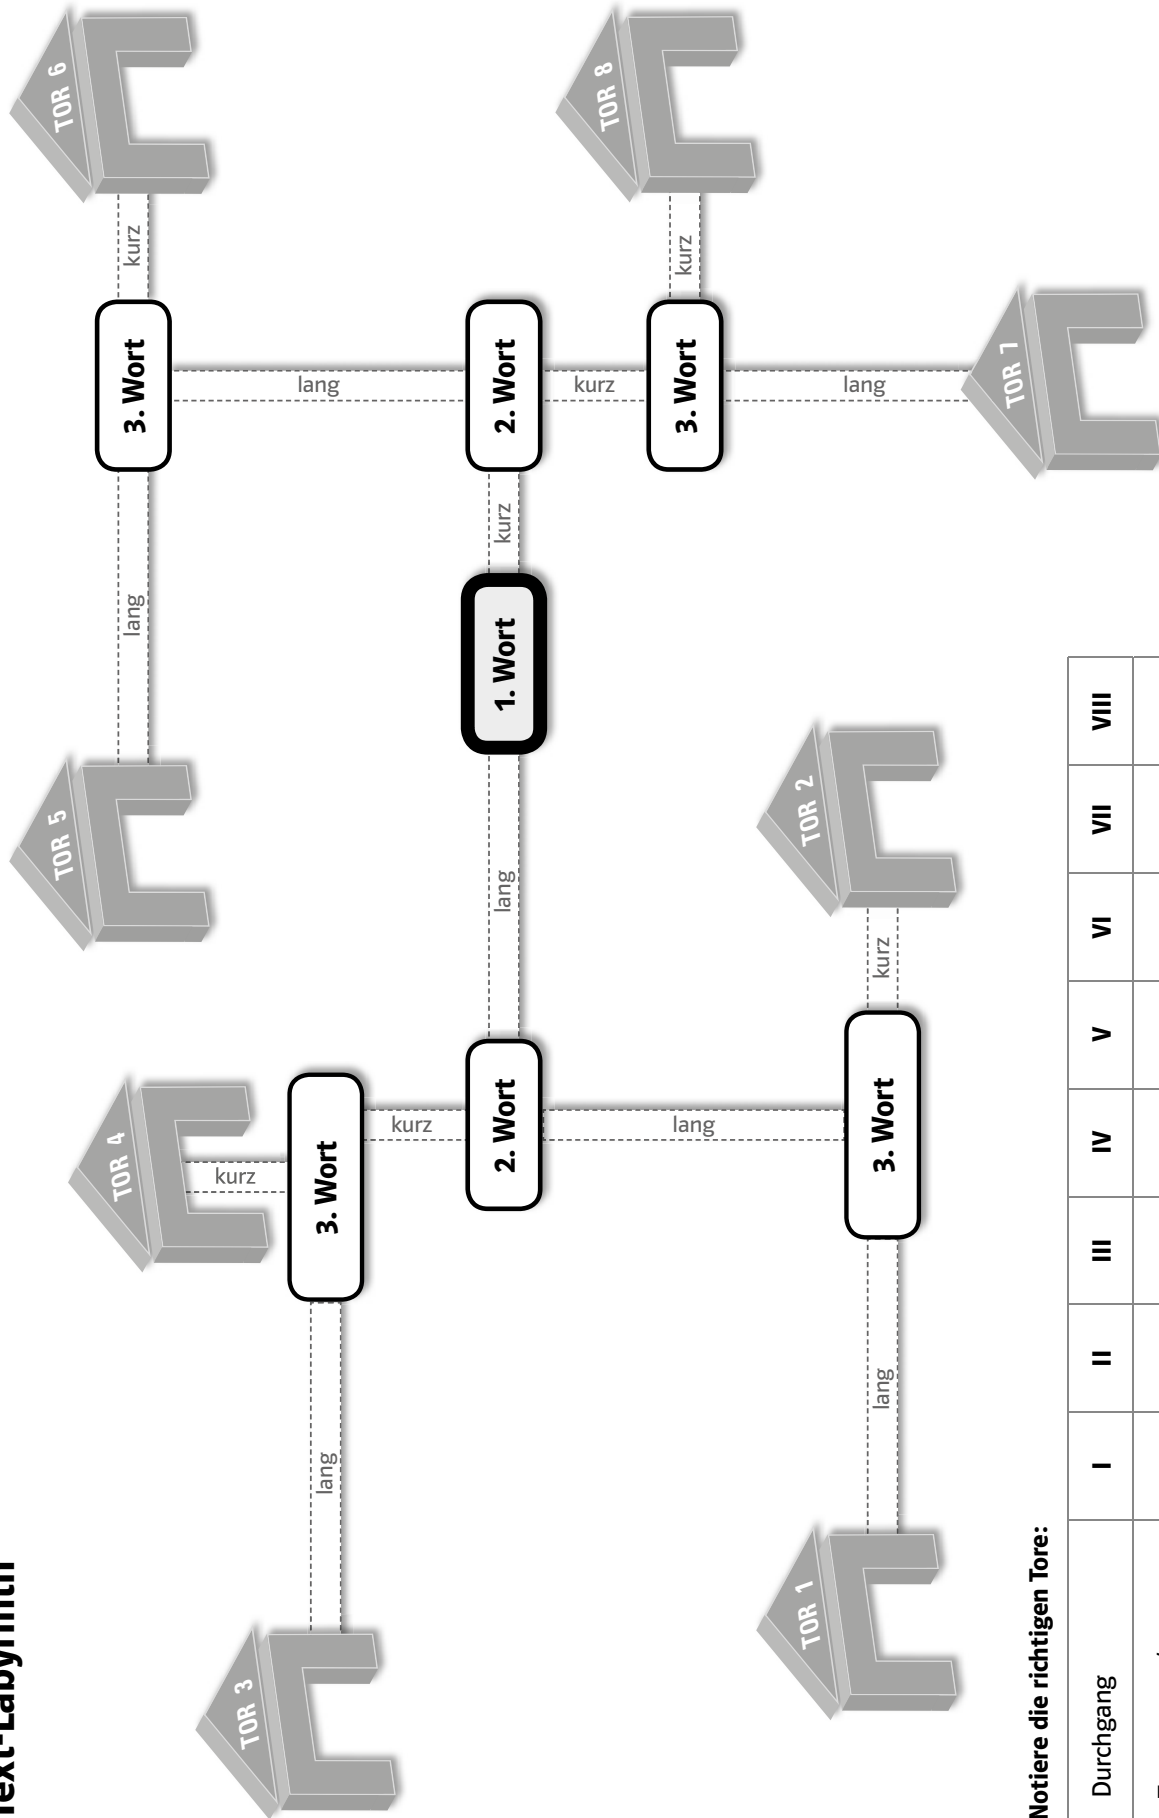 Text-Labyrinth
TOR 5
TOR 6
TOR 4
lang
3. Wort
kurz
kurz
TOR 3
lang
lang
3. Wort
kurz
2. Wort
lang
1. Wort
kurz
2. Wort
kurz
TOR 8
3. Wort
kurz
lang
TOR 1
TOR 2
lang
lang
3. Wort
kurz
TOR 7
Notiere die richtigen Tore:
Durchgang I II III IV V VI VII VIII